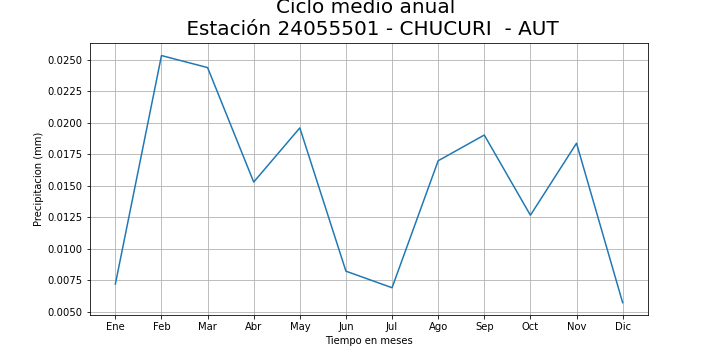 Ciclo medio anual
Estación 24055501 - CHUCURI - AUT
0.0250
0.0225
0.0200
0.0175
0.0150
0.0125
0.0100
0.0075
0.0050
Precipitacion (mm)
Ene Feb Mar Abr May Jun Jul Ago Sep Oct Nov Dic
Tiempo en meses